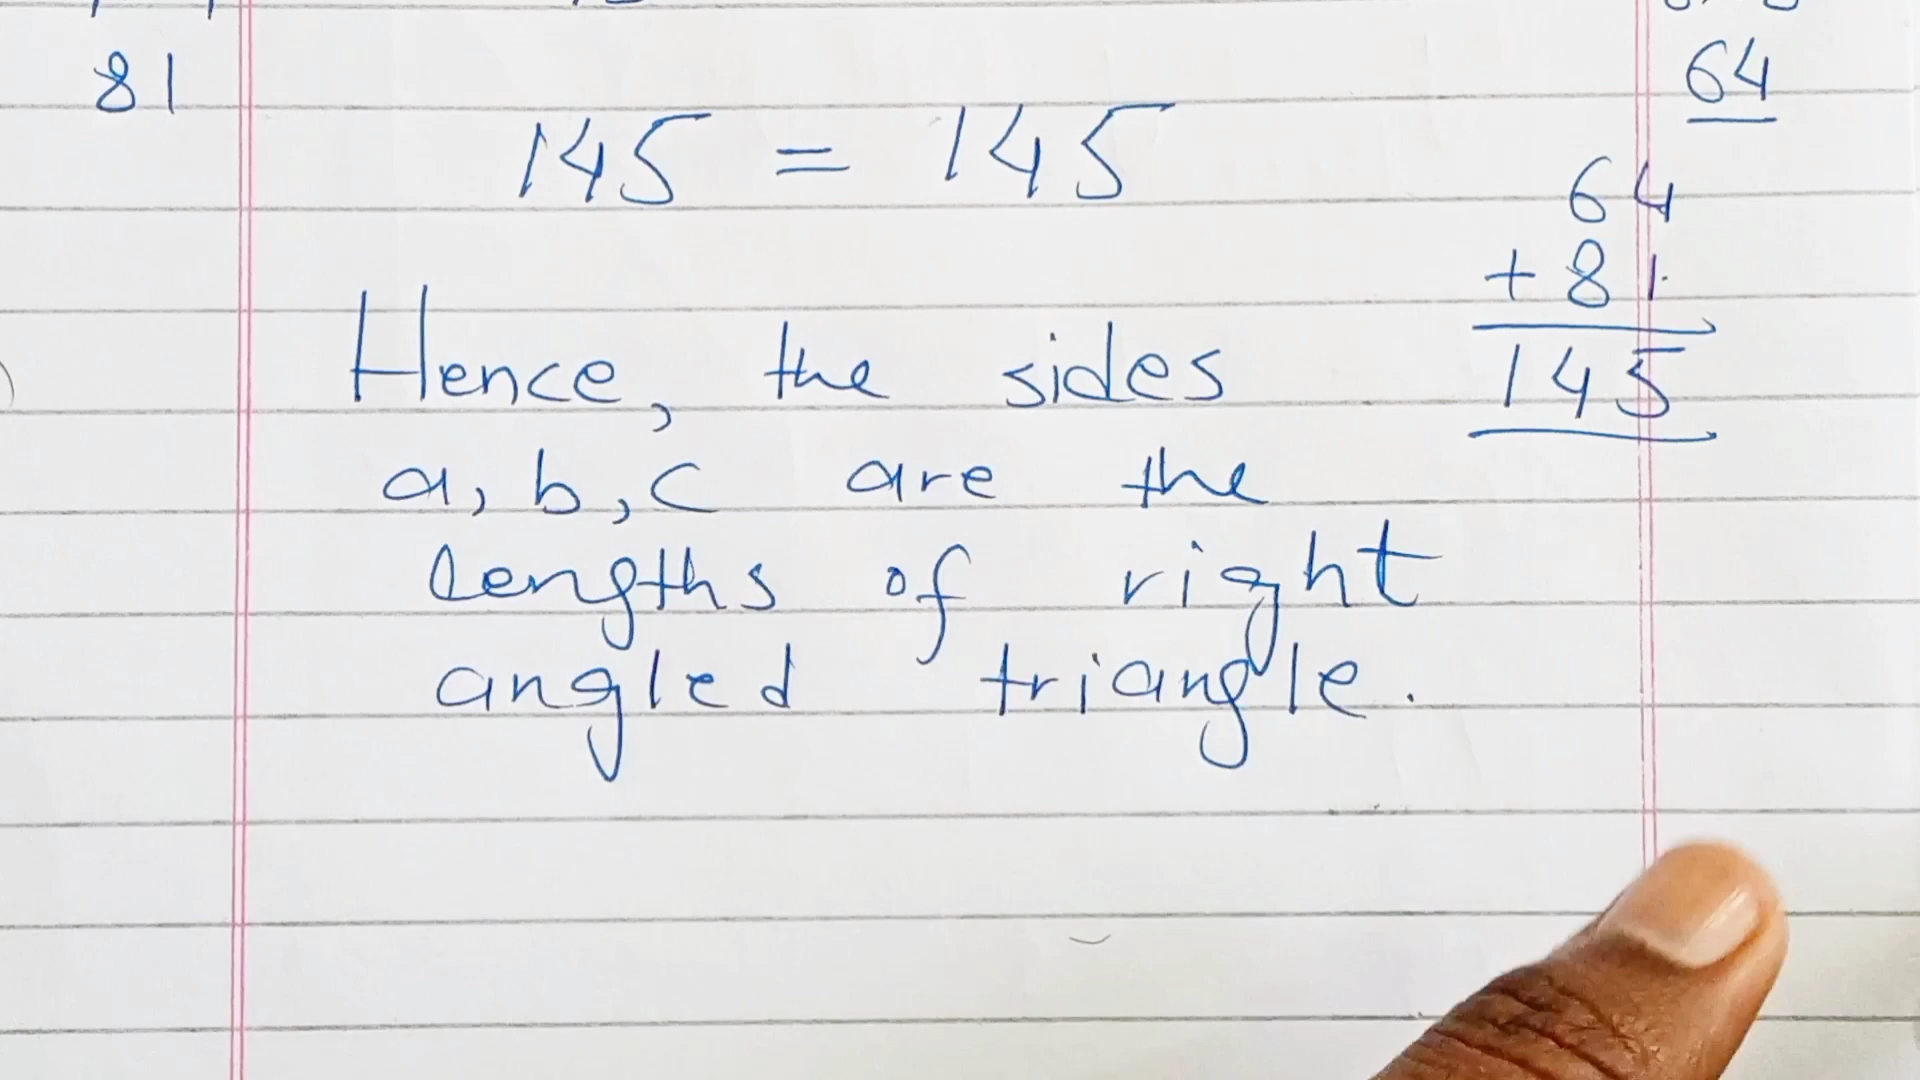 81
64
145 = 145
64
+ 81
145
Hence, the sides
a, b, c are the
lengths of right
angled triangle.